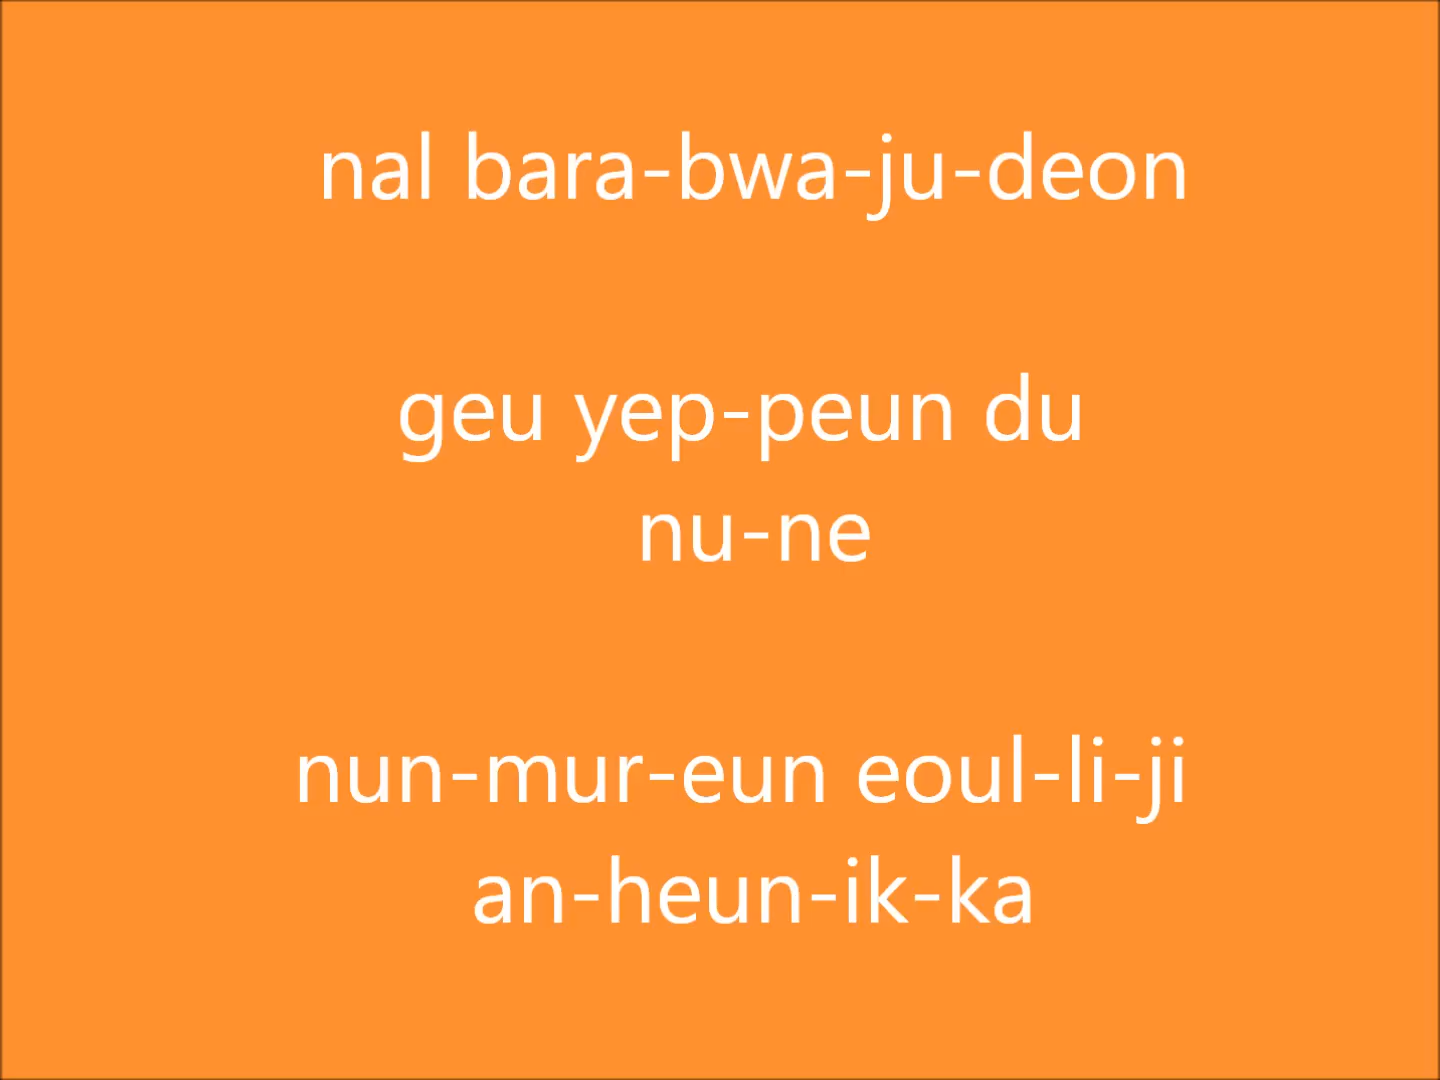 nal bara-bwa-ju-deon
geu yep-peun du
nu-ne
nun-mur-eun eoul-li-ji
an-heun-ik-ka